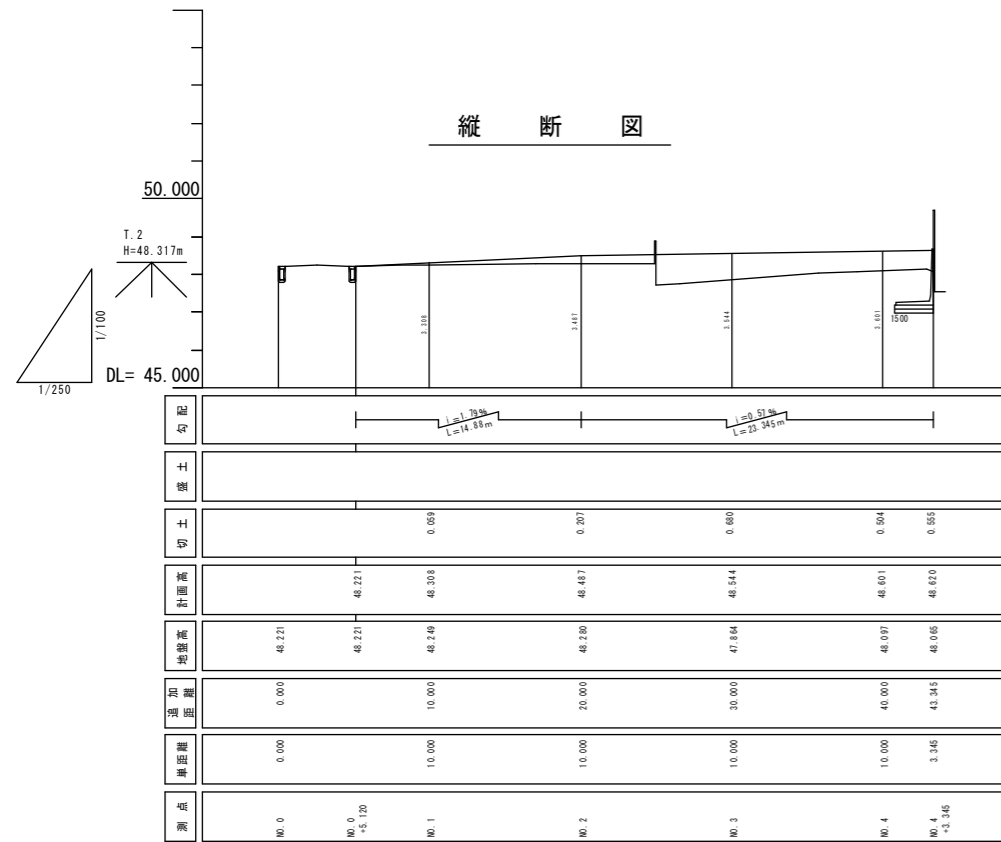 縦 断 図
50.000
T.2
H=48.317m
1/100
1/250
DL= 45.000
3.308
3.487
3.544
3.601
1500
勾配
i=1.79%
L=14.88m
i=0.57%
L=23.345m
盛土
切土
0.059
0.207
0.680
0.504
0.555
計画高
48.221
48.308
48.487
48.544
48.601
48.620
地盤高
48.221
48.221
48.249
48.280
47.864
48.097
48.065
追加
距離
0.000
10.000
20.000
30.000
40.000
43.345
単距離
0.000
10.000
10.000
10.000
10.000
3.345
測点
NO.0
NO.0
+5.120
NO.1
NO.2
NO.3
NO.4
NO.4
+3.345